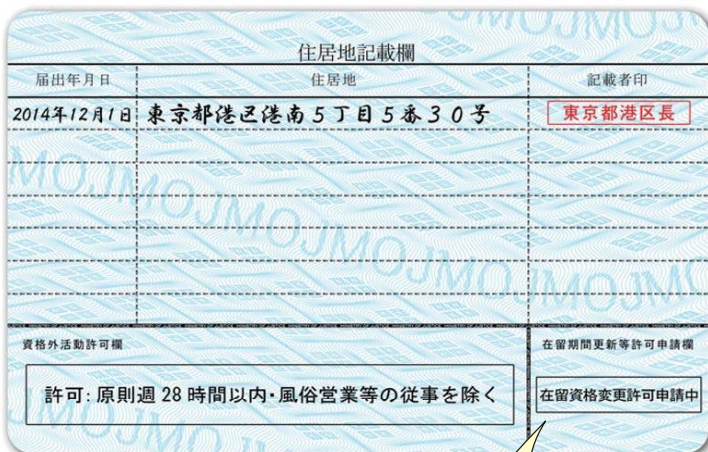 住居地記載欄
届出年月日 住居地 記載者印
2014年12月1日 東京都港区港南5丁目5番30号 東京都港区長
MOJMOJMOJMOJMOJMO
資格外活動許可欄 在留期間更新等許可申請欄
許可:原則週28時間以内・風俗営業等の従事を除く 在留資格変更許可申請中